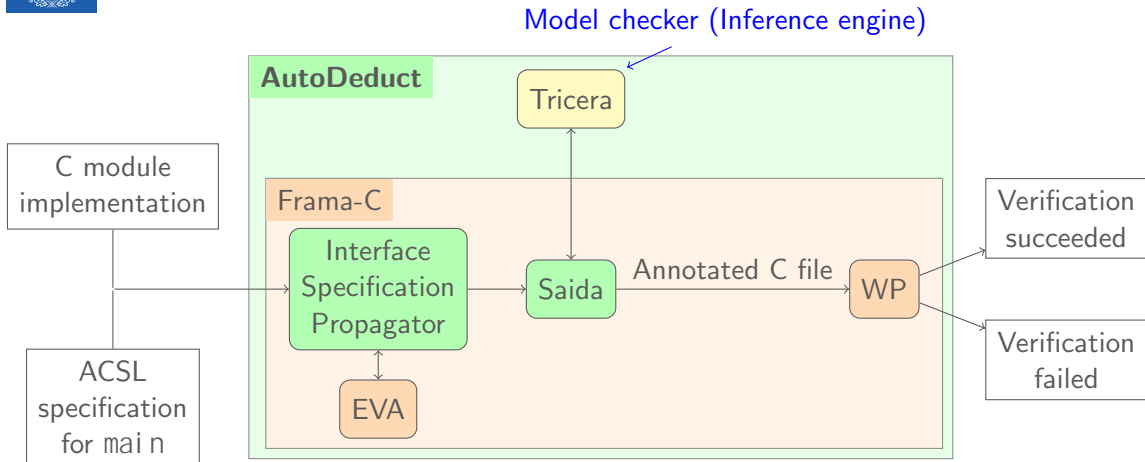 Model checker (Inference engine)
AutoDeduct
Tricera
C module
implementation
Frama-C
Interface
Specification
Propagator
Saida
Annotated C file
WP
Verification
succeeded
Verification
failed
EVA
ACSL
specification
for main